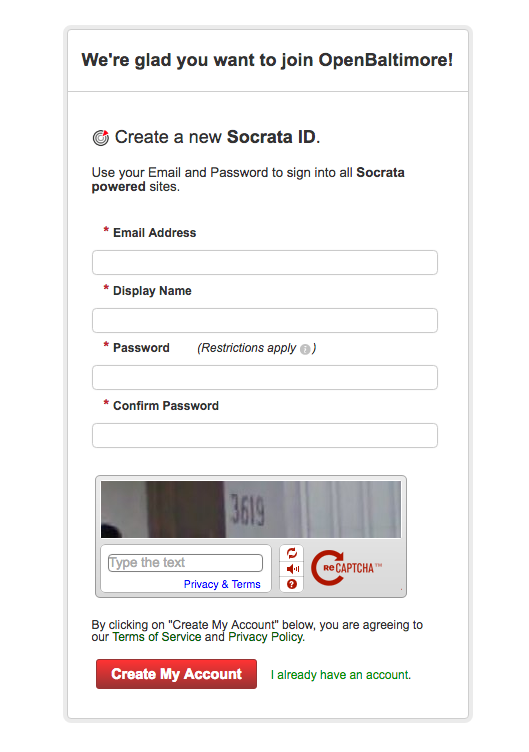 We're glad you want to join OpenBaltimore!
Create a new Socrata ID.
Use your Email and Password to sign into all Socrata
powered sites.
* Email Address
* Display Name
* Password (Restrictions apply ?)
* Confirm Password
3619
Type the text
Privacy & Terms
?
reCAPTCHA™
By clicking on "Create My Account" below, you are agreeing to
our Terms of Service and Privacy Policy.
Create My Account
I already have an account.